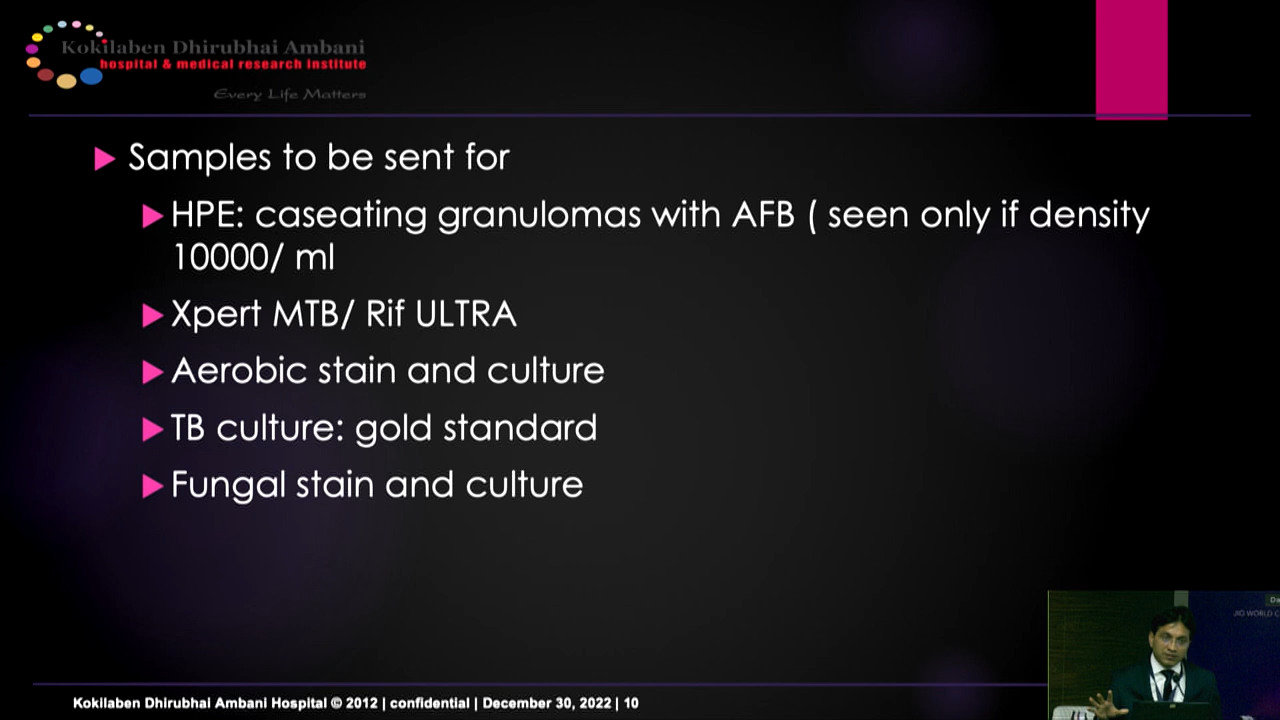 Kokilaben Dhirubhai Ambani
hospital & medical research institute
Every Life Matters
Samples to be sent for
HPE: caseating granulomas with AFB ( seen only if density
10000/ ml
Xpert MTB/ Rif ULTRA
Aerobic stain and culture
TB culture: gold standard
Fungal stain and culture
JIO WORLD
Kokilaben Dhirubhai Ambani Hospital © 2012 | confidential | December 30, 2022 | 10